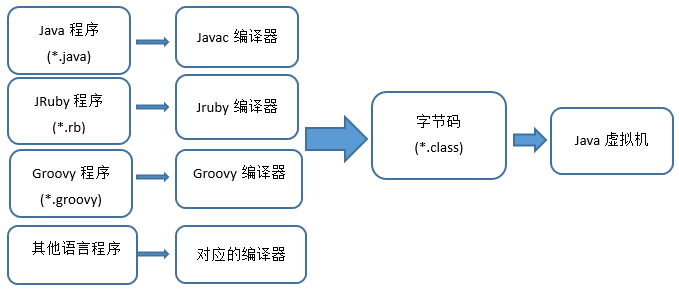 Java 程序
(*.java)
Javac 编译器
JRuby 程序
(*.rb)
Jruby 编译器
Groovy 程序
(*.groovy)
Groovy 编译器
其他语言程序
对应的编译器
字节码
(*.class)
Java 虚拟机